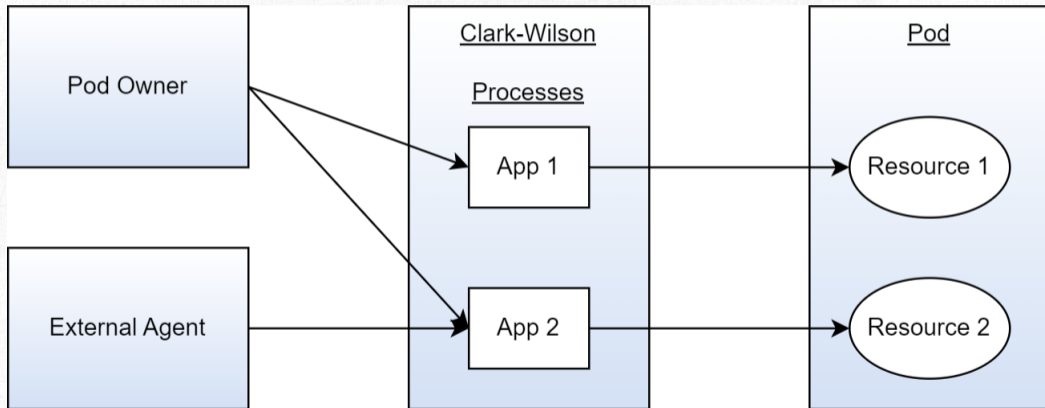 Pod Owner
External Agent
Clark-Wilson
Processes
App 1
App 2
Pod
Resource 1
Resource 2